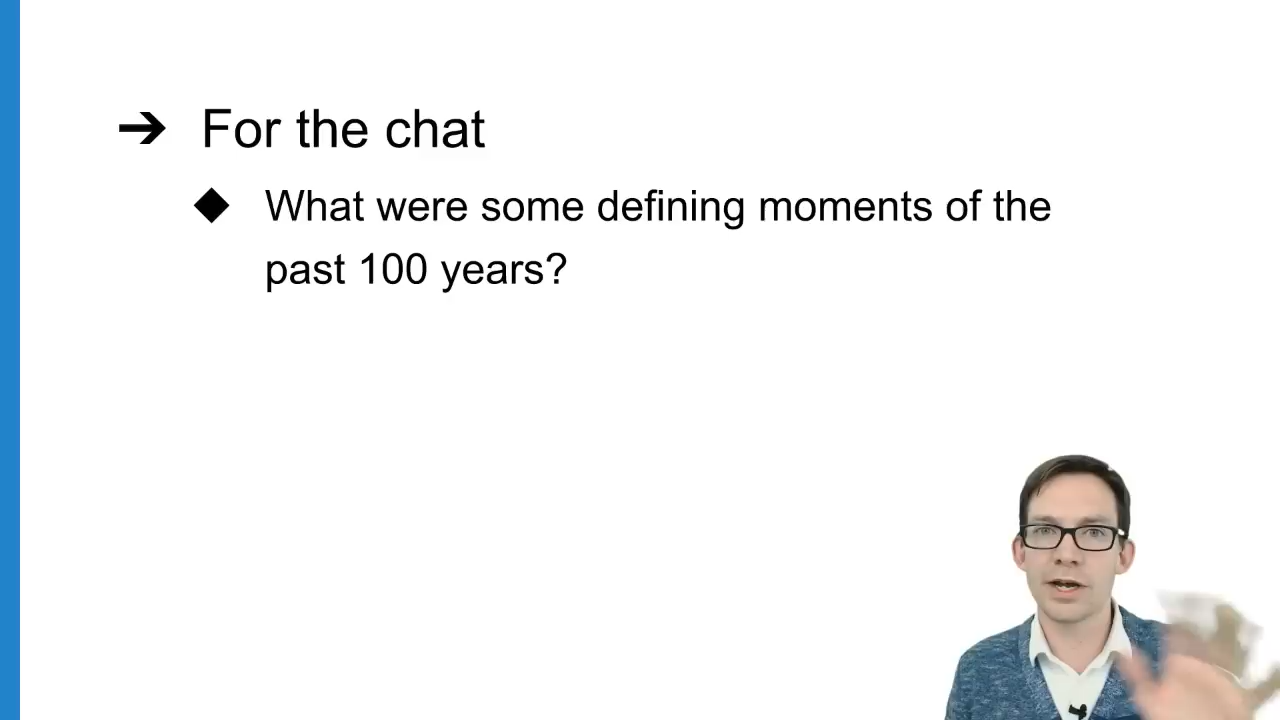 ➔ For the chat
◆ What were some defining moments of the
past 100 years?